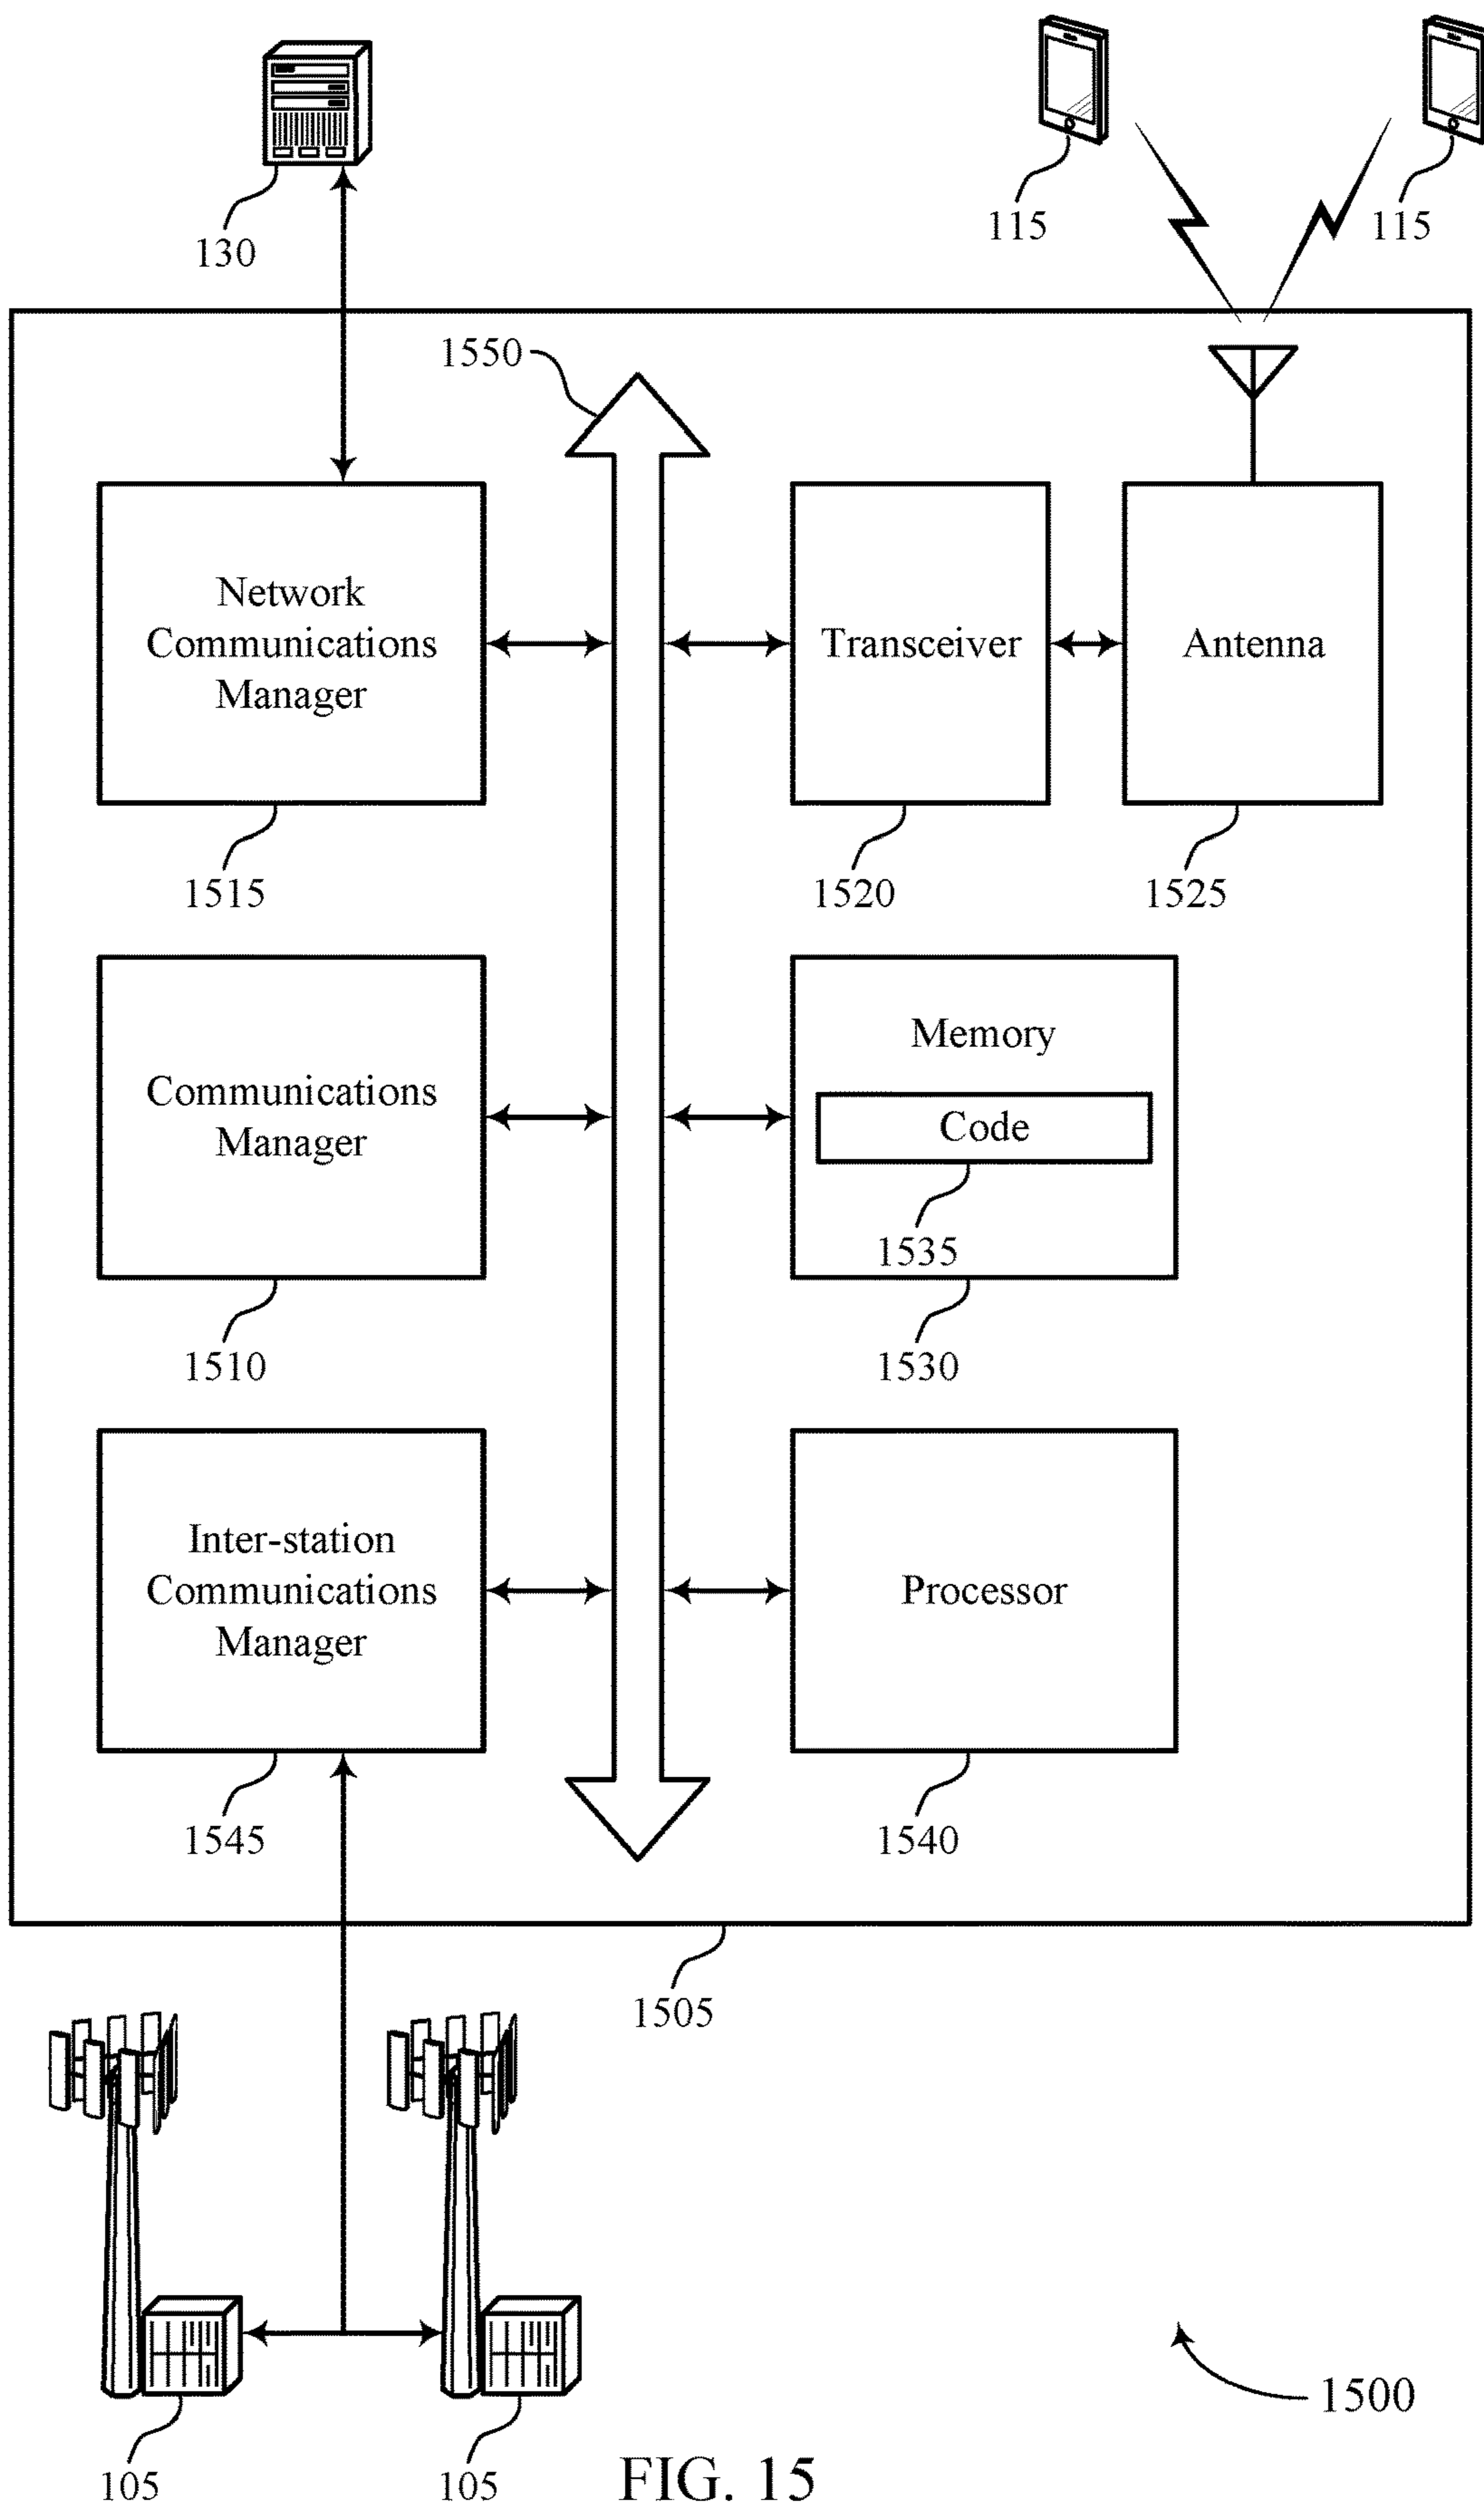 130
115
115
1550
Network
Communications
Manager
Transceiver
Antenna
1515
1520
1525
Communications
Manager
Memory
Code
1535
1510
1530
Inter-station
Communications
Manager
Processor
1545
1540
1505
1500
105
105
FIG. 15